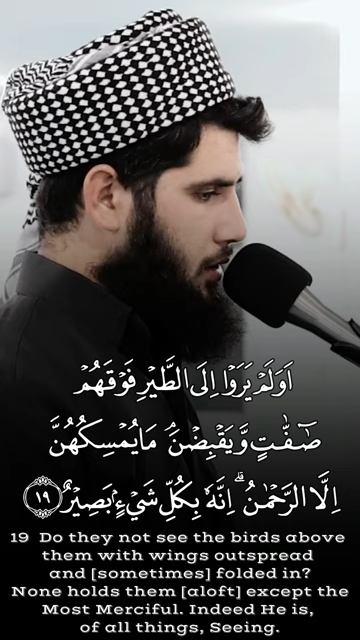 اَوَلَمْ يَرَوْا اِلَى الطَّيْرِ فَوْقَهُمْ
صٰٓفّٰتٍ وَّيَقْبِضْنَ ؔۘ مَا يُمْسِكُهُنَّ
اِلَّا الرَّحْمٰنُ ؕ اِنَّهٗ بِكُلِّ شَيْءٍۢ بَصِيْرٌ ١٩
19 Do they not see the birds above
them with wings outspread
and [sometimes] folded in?
None holds them [aloft] except the
Most Merciful. Indeed He is,
of all things, Seeing.